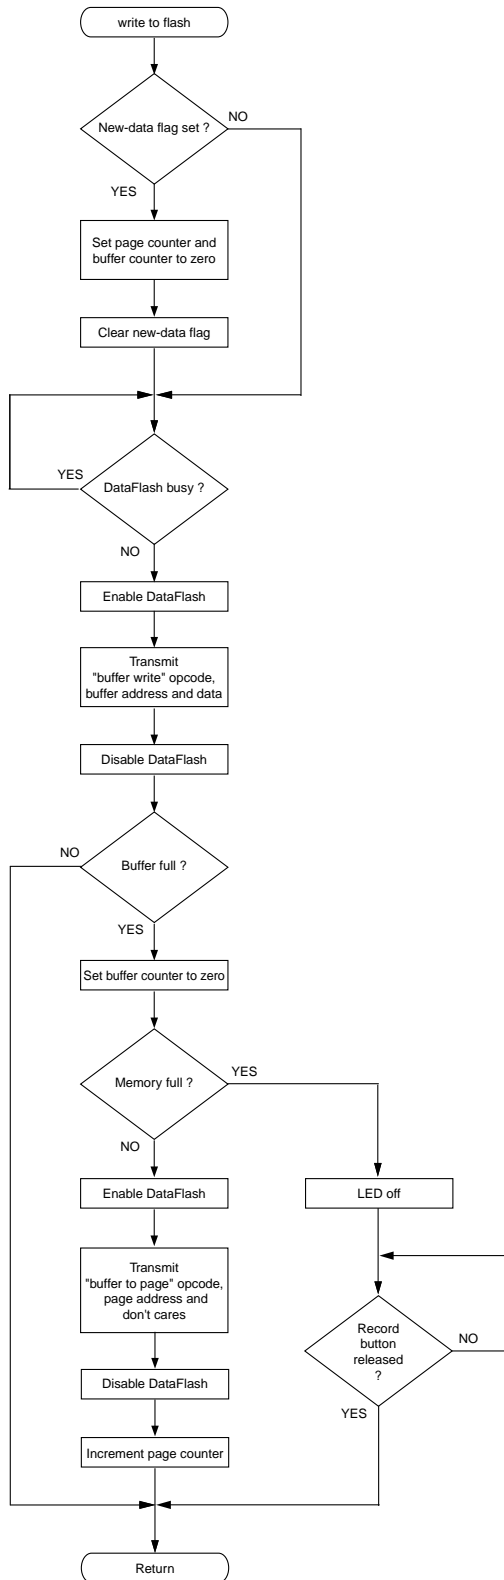 write to flash
New-data flag set ?
NO
YES
Set page counter and
buffer counter to zero
Clear new-data flag
YES
DataFlash busy ?
NO
Enable DataFlash
Transmit
"buffer write" opcode,
buffer address and data
Disable DataFlash
NO
Buffer full ?
YES
Set buffer counter to zero
Memory full ?
YES
NO
Enable DataFlash
LED off
Transmit
"buffer to page" opcode,
page address and
don't cares
Record
button
released
?
NO
YES
Disable DataFlash
Increment page counter
Return